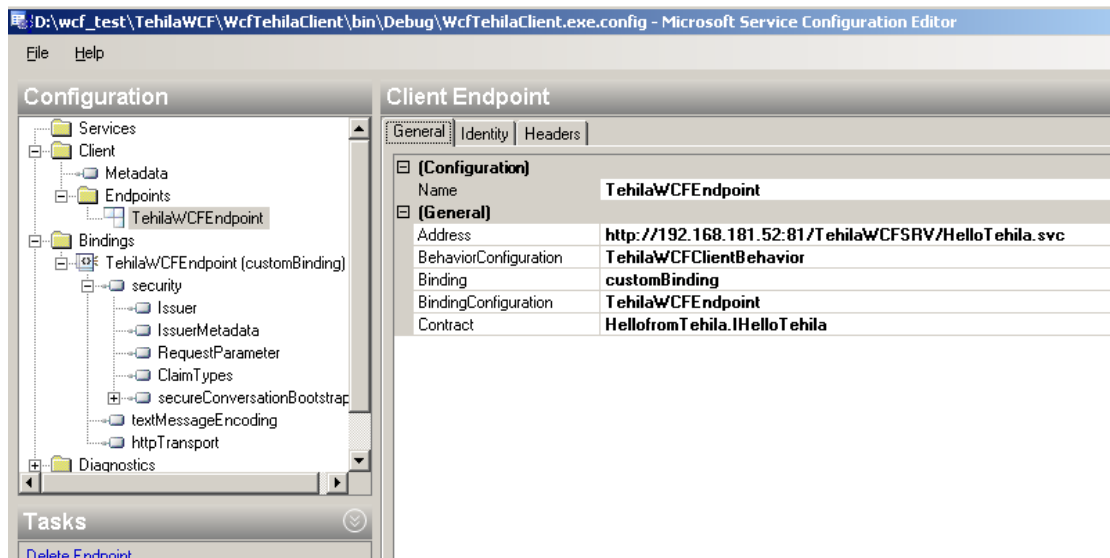 D:\wcf_test\TehilaWCF\WcfTehilaClient\bin\Debug\WcfTehilaClient.exe.config - Microsoft Service Configuration Editor
File Help
Configuration
Services
Client
Metadata
Endpoints
TehilaWCFEndpoint
Bindings
TehilaWCFEndpoint (customBinding)
security
Issuer
IssuerMetadata
RequestParameter
ClaimTypes
secureConversationBootstrap
textMessageEncoding
httpTransport
Diagnostics
Tasks
Delete Endpoint
Client Endpoint
General Identity Headers
(Configuration)
Name TehilaWCFEndpoint
(General)
Address http://192.168.181.52:81/TehilaWCFSRV/HelloTehila.svc
BehaviorConfiguration TehilaWCFClientBehavior
Binding customBinding
BindingConfiguration TehilaWCFEndpoint
Contract HellofromTehila.IHelloTehila